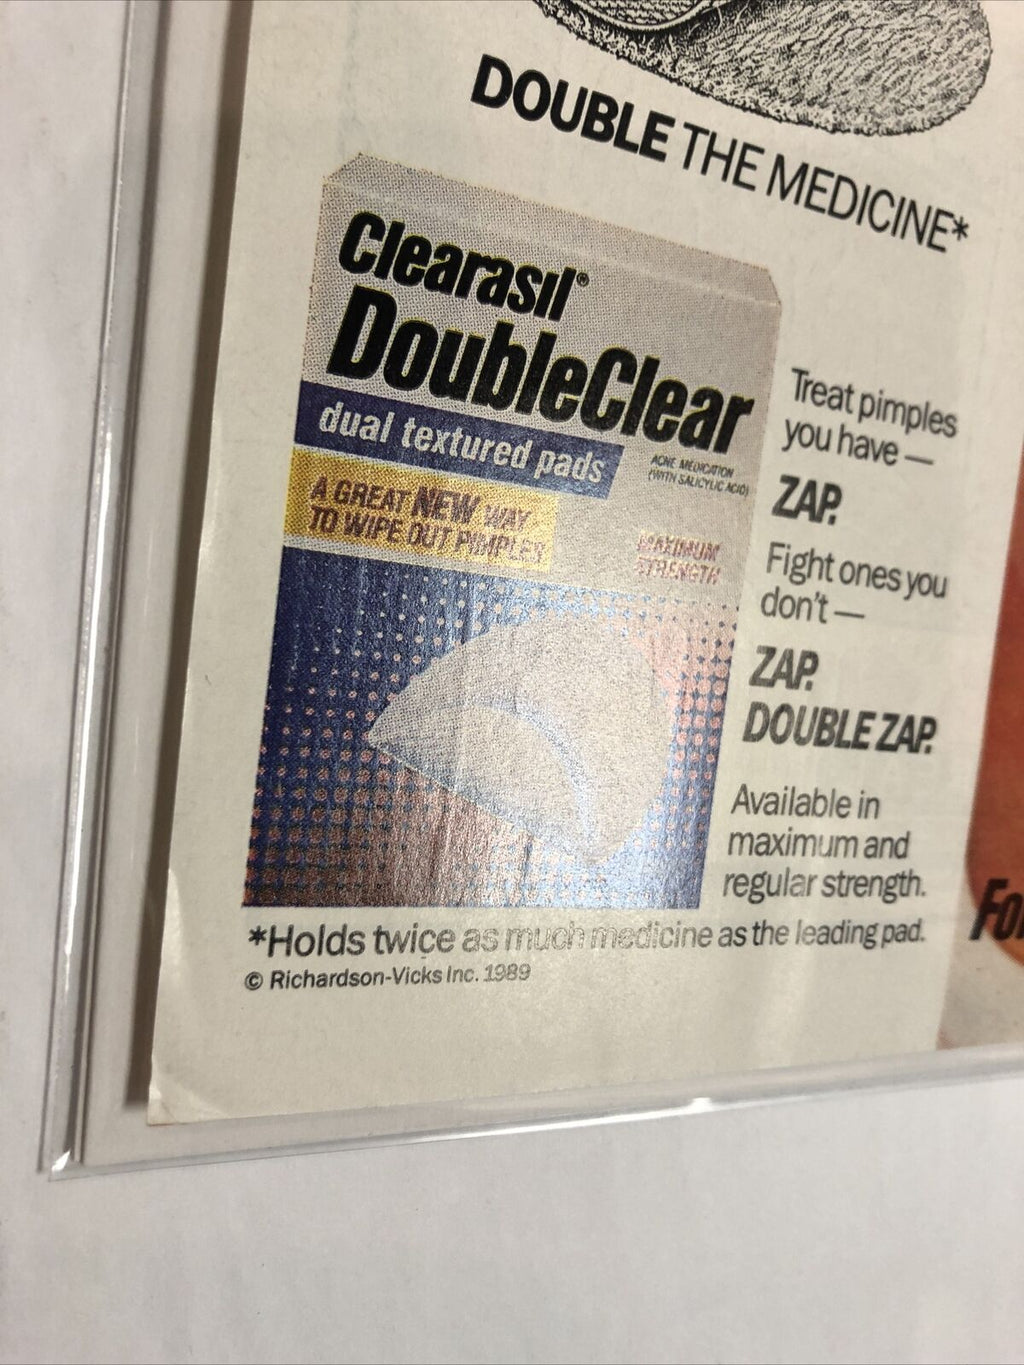 DOUBLE THE MEDICINE*
Clearasil®
DoubleClear
dual textured pads
ACNE MEDICATION
(WITH SALICYLIC ACID)
A GREAT NEW WAY
TO WIPE OUT PIMPLES
MAXIMUM
STRENGTH
Treat pimples
you have —
ZAP.
Fight ones you
don't —
ZAP.
DOUBLE ZAP.
Available in
maximum and
regular strength.
*Holds twice as much medicine as the leading pad.
© Richardson-Vicks Inc. 1989